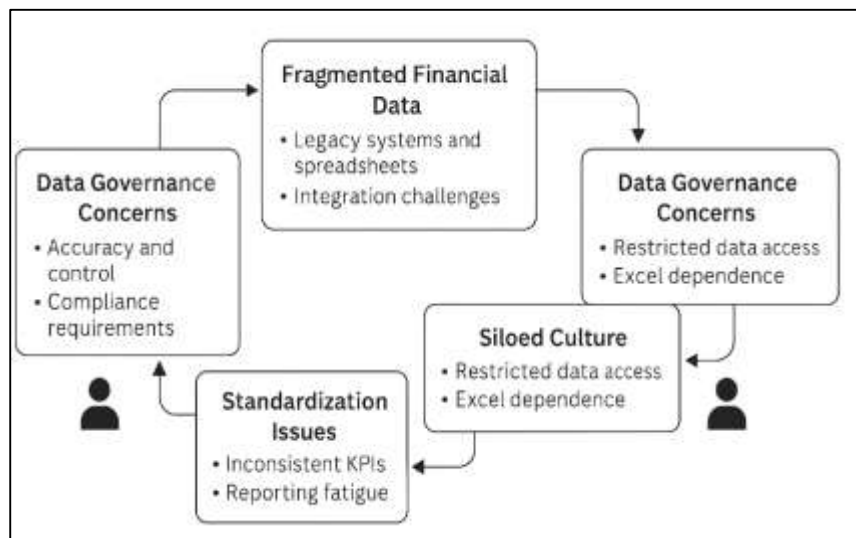 Fragmented Financial
Data
• Legacy systems and
spreadsheets
• Integration challenges
Data Governance
Concerns
• Restricted data access
• Excel dependence
Siloed Culture
• Restricted data access
• Excel dependence
Standardization
Issues
• Inconsistent KPIs
• Reporting fatigue
Data Governance
Concerns
• Accuracy and
control
• Compliance
requirements